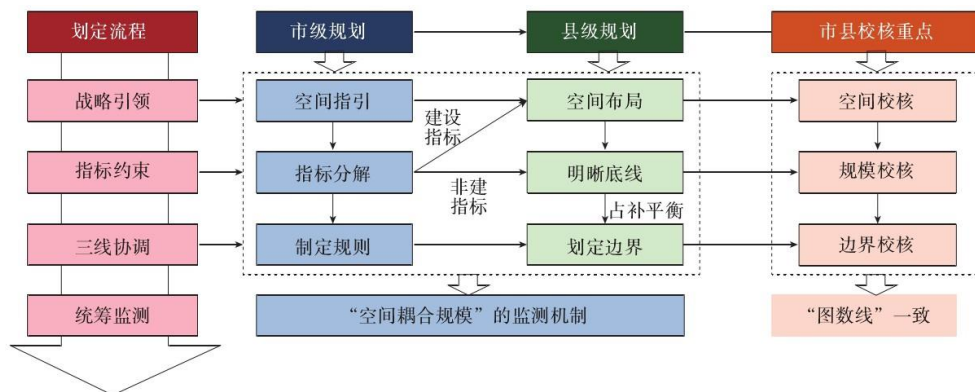 划定流程
市级规划
县级规划
市县校核重点
战略引领
空间指引
建设
指标
空间布局
空间校核
指标约束
指标分解
非建
指标
明晰底线
规模校核
占补平衡
三线协调
制定规则
划定边界
边界校核
统筹监测
“空间耦合规模”的监测机制
“图数线”一致